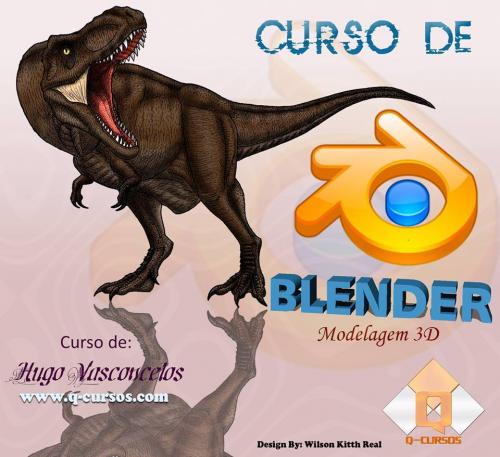 CURSO DE
BLENDER
Modelagem 3D
Curso de:
Hugo Vasconcelos
www.q-cursos.com
Q
Q-CURSOS
Design By: Wilson Kitth Real